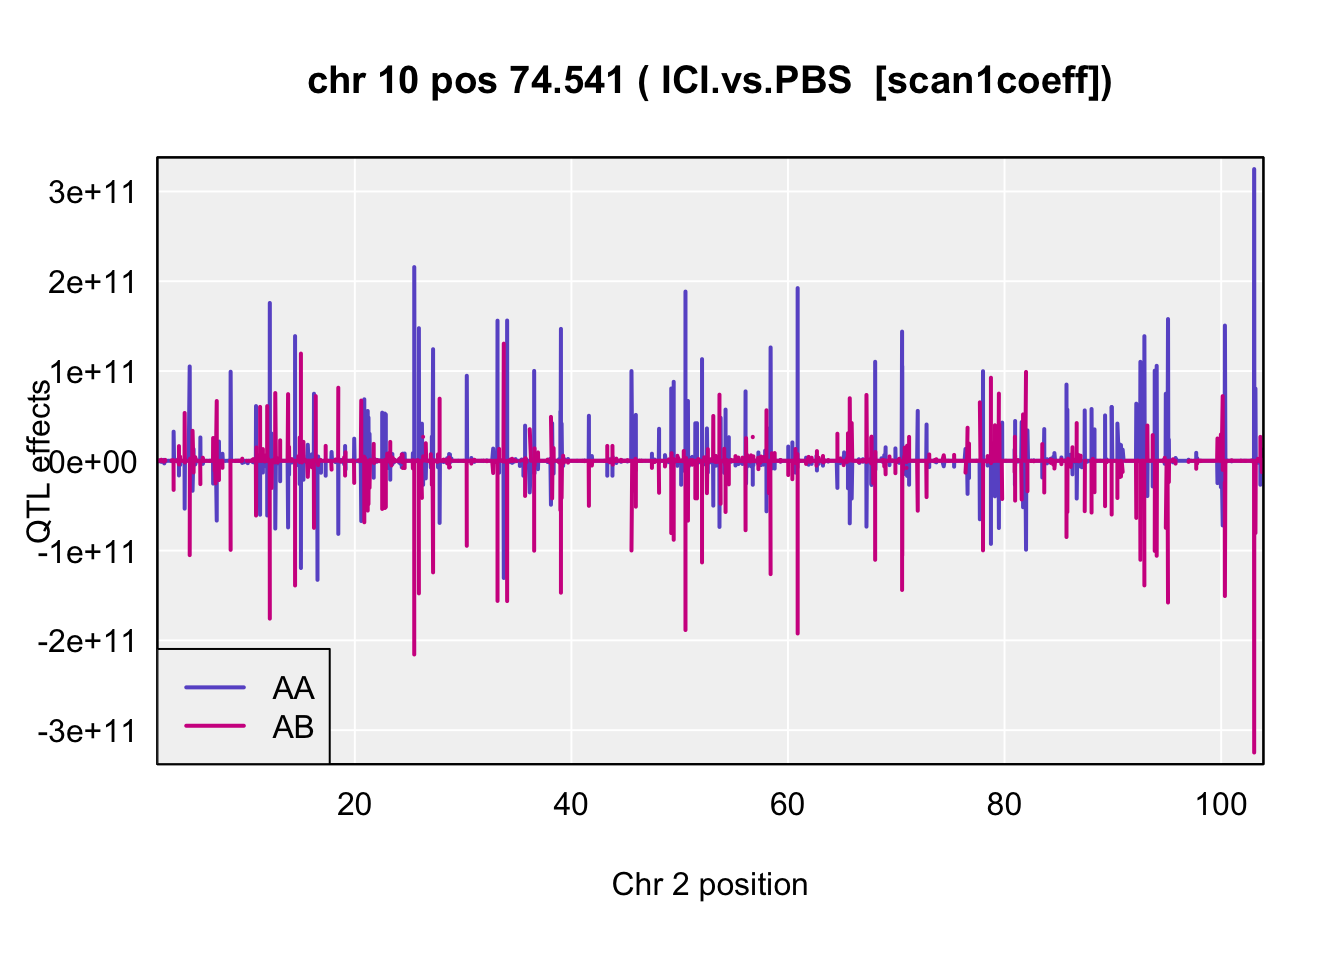 chr 10 pos 74.541 ( ICI.vs.PBS  [scan1coeff])
3e+11
2e+11
1e+11
0e+00
-1e+11
-2e+11
-3e+11
QTL effects
AA
AB
20 40 60 80 100
Chr 2 position